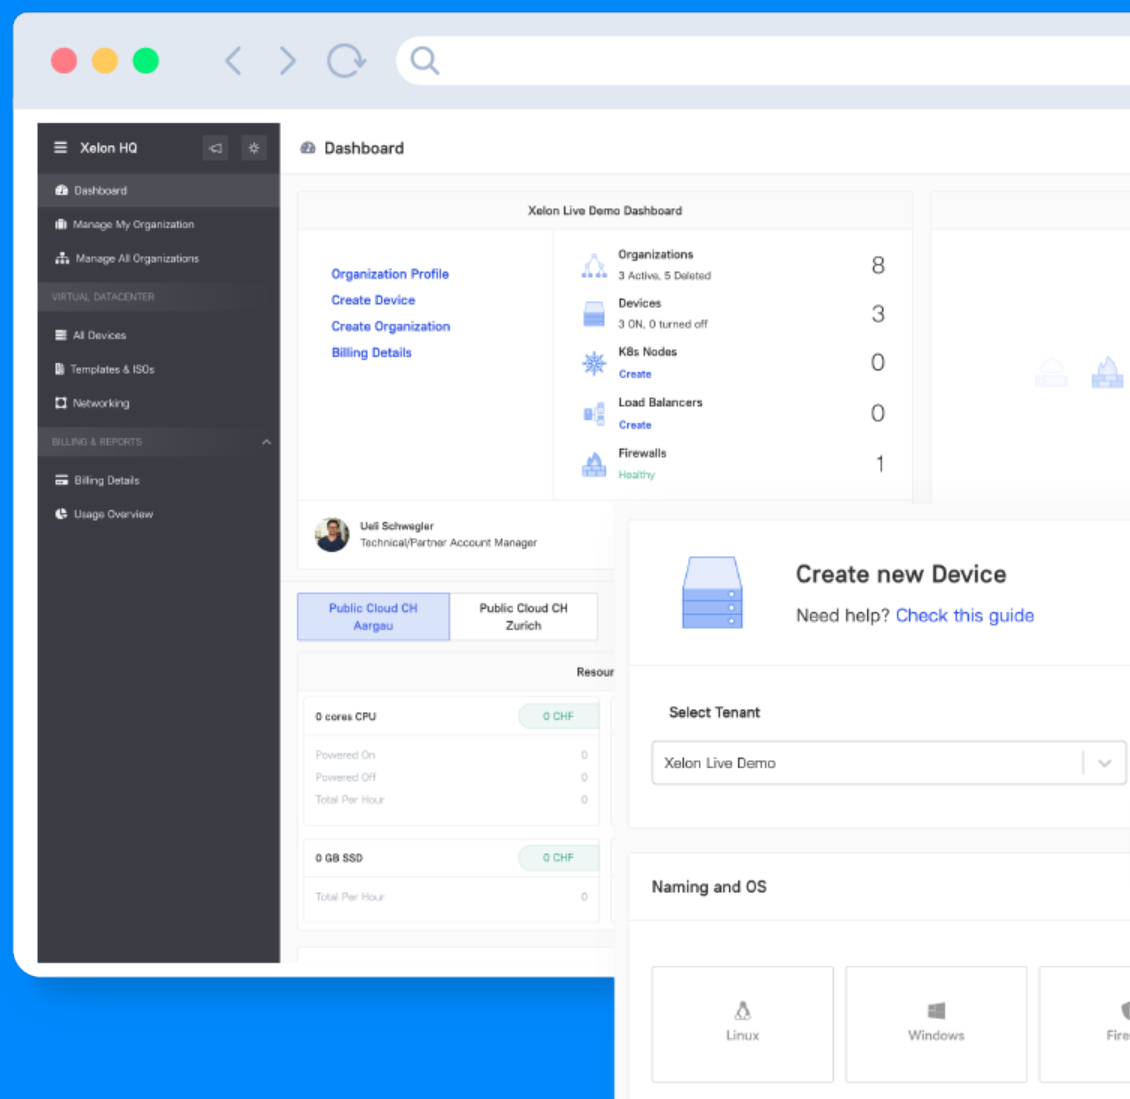 Xelon HQ
Dashboard
Dashboard
Manage My Organization
Manage All Organizations
VIRTUAL DATACENTER
All Devices
Templates & ISOs
Networking
BILLING & REPORTS
Billing Details
Usage Overview
Xelon Live Demo Dashboard
Organization Profile
Create Device
Create Organization
Billing Details
Organizations
3 Active, 5 Deleted
8
Devices
3 ON, 0 turned off
3
K8s Nodes
Create
0
Load Balancers
Create
0
Firewalls
Healthy
1
Ueli Schwegler
Technical/Partner Account Manager
Public Cloud CH
Aargau
Public Cloud CH
Zurich
Resour
0 cores CPU
0 CHF
Powered On
0
Powered Off
0
Total Per Hour
0
0 GB SSD
0 CHF
Total Per Hour
0
Create new Device
Need help? Check this guide
Select Tenant
Xelon Live Demo
Naming and OS
Linux
Windows
Fire